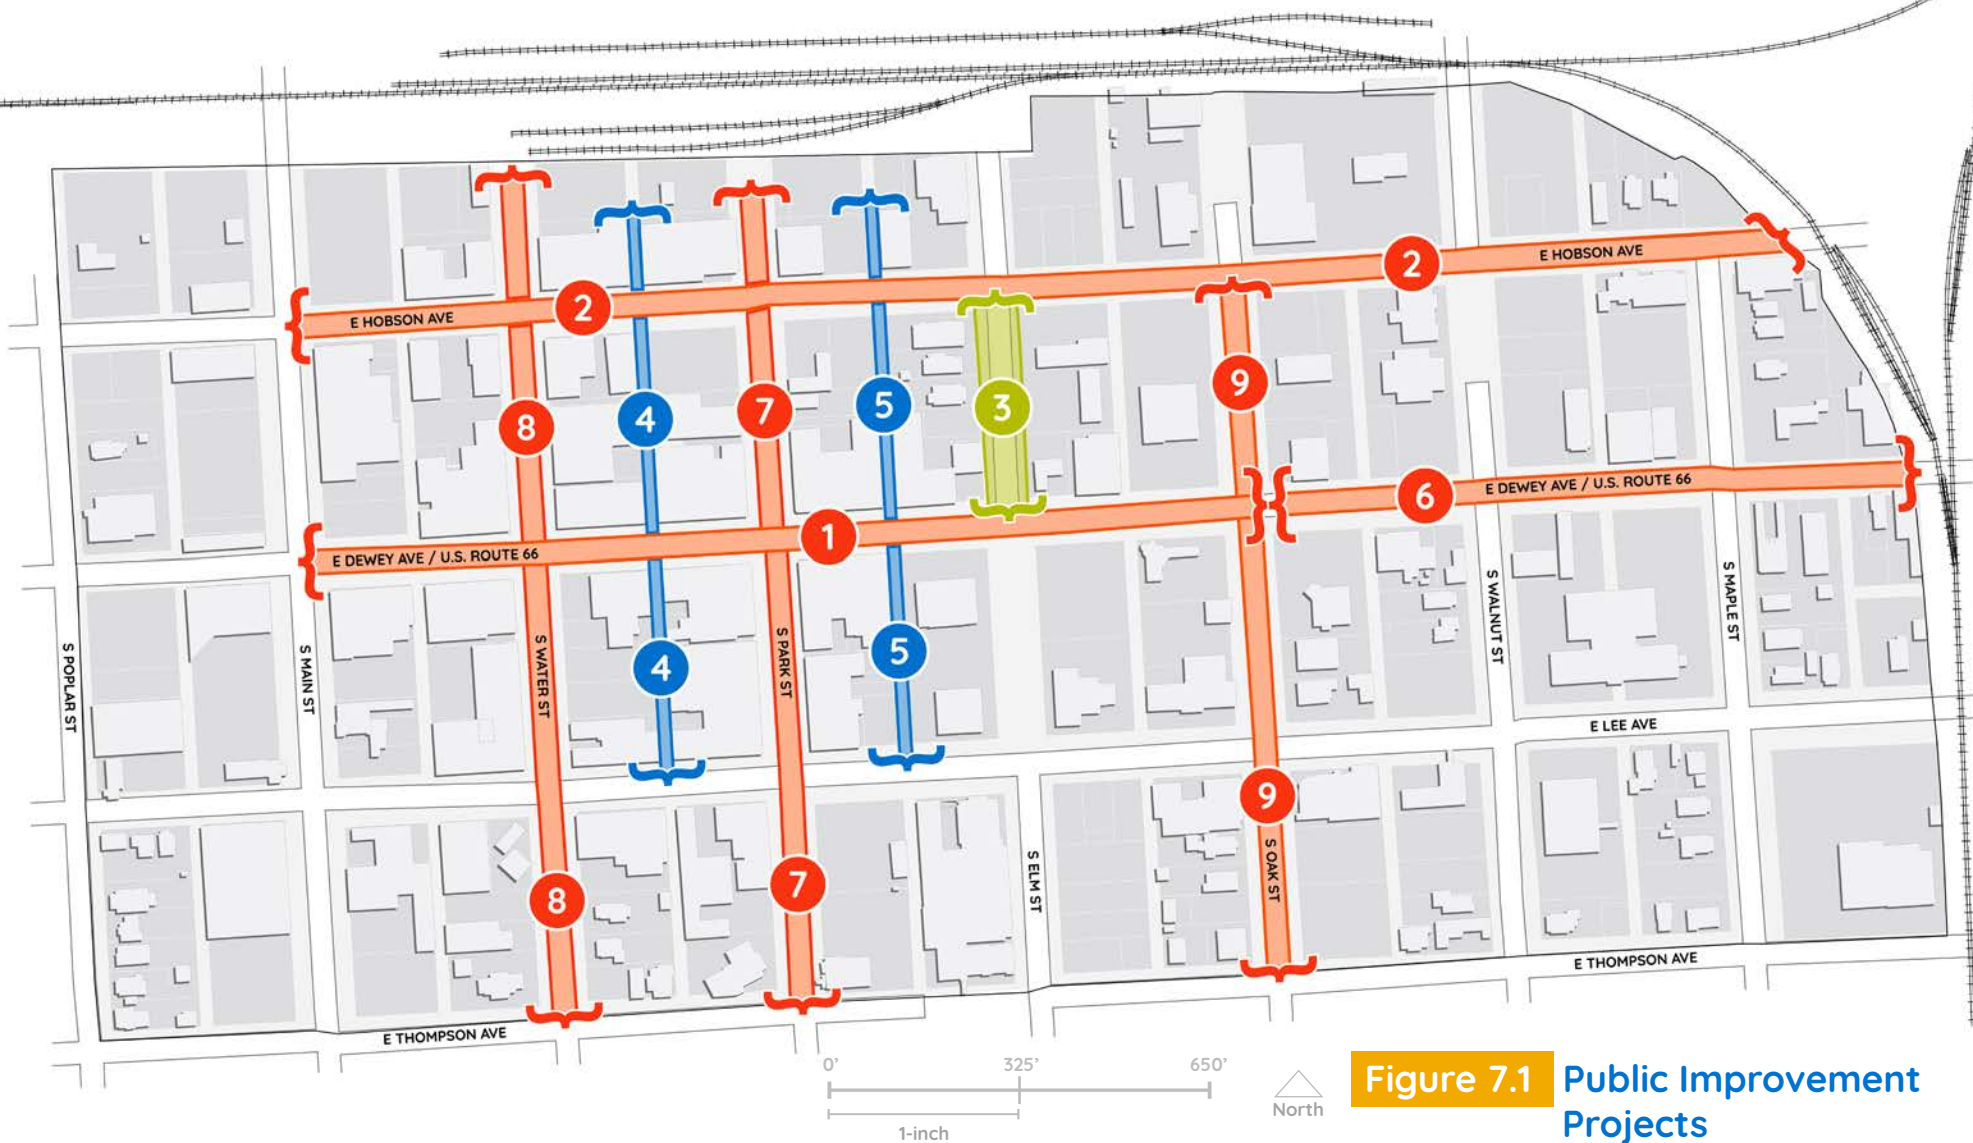 E HOBSON AVE
2
2
E HOBSON AVE
9
5
3
7
4
8
E DEWEY AVE / U.S. ROUTE 66
6
1
E DEWEY AVE / U.S. ROUTE 66
S POPLAR ST
S MAIN ST
S WATER ST
4
S PARK ST
5
S WALNUT ST
S MAPLE ST
E LEE AVE
9
8
7
S ELM ST
S OAK ST
E THOMPSON AVE
E THOMPSON AVE
0' 325' 650'
1-inch
North
Figure 7.1 Public Improvement
Projects